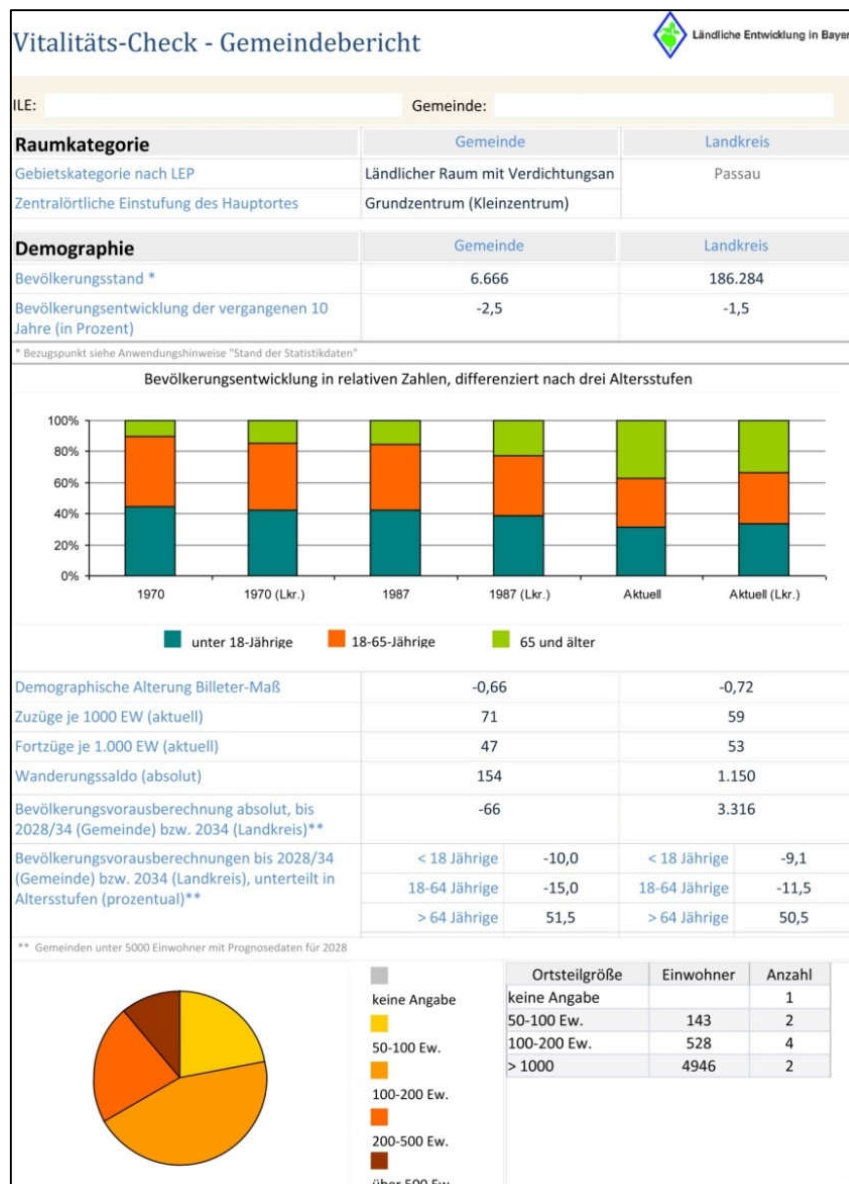 Vitalitäts-Check - Gemeindebericht
Ländliche Entwicklung in Bayer
ILE:
Gemeinde:
Raumkategorie Gemeinde Landkreis
Gebietskategorie nach LEP Ländlicher Raum mit Verdichtungsan Passau
Zentralörtliche Einstufung des Hauptortes Grundzentrum (Kleinzentrum)
Demographie Gemeinde Landkreis
Bevölkerungsstand * 6.666 186.284
Bevölkerungsentwicklung der vergangenen 10 -2,5 -1,5
Jahre (in Prozent)
* Bezugspunkt siehe Anwendungshinweise "Stand der Statistikdaten"
Bevölkerungsentwicklung in relativen Zahlen, differenziert nach drei Altersstufen
100%
80%
60%
40%
20%
0%
1970 1970 (Lkr.) 1987 1987 (Lkr.) Aktuell Aktuell (Lkr.)
unter 18-Jährige 18-65-Jährige 65 und älter
Demographische Alterung Billeter-Maß -0,66 -0,72
Zuzüge je 1000 EW (aktuell) 71 59
Fortzüge je 1.000 EW (aktuell) 47 53
Wanderungssaldo (absolut) 154 1.150
Bevölkerungsvorausberechnung absolut, bis -66 3.316
2028/34 (Gemeinde) bzw. 2034 (Landkreis)**
Bevölkerungsvorausberechnungen bis 2028/34 < 18 Jährige -10,0 < 18 Jährige -9,1
(Gemeinde) bzw. 2034 (Landkreis), unterteilt in 18-64 Jährige -15,0 18-64 Jährige -11,5
Altersstufen (prozentual)** > 64 Jährige 51,5 > 64 Jährige 50,5
** Gemeinden unter 5000 Einwohner mit Prognosedaten für 2028
keine Angabe
50-100 Ew.
100-200 Ew.
200-500 Ew.
über 500 Ew.
Ortsteilgröße Einwohner Anzahl
keine Angabe 1
50-100 Ew. 143 2
100-200 Ew. 528 4
> 1000 4946 2